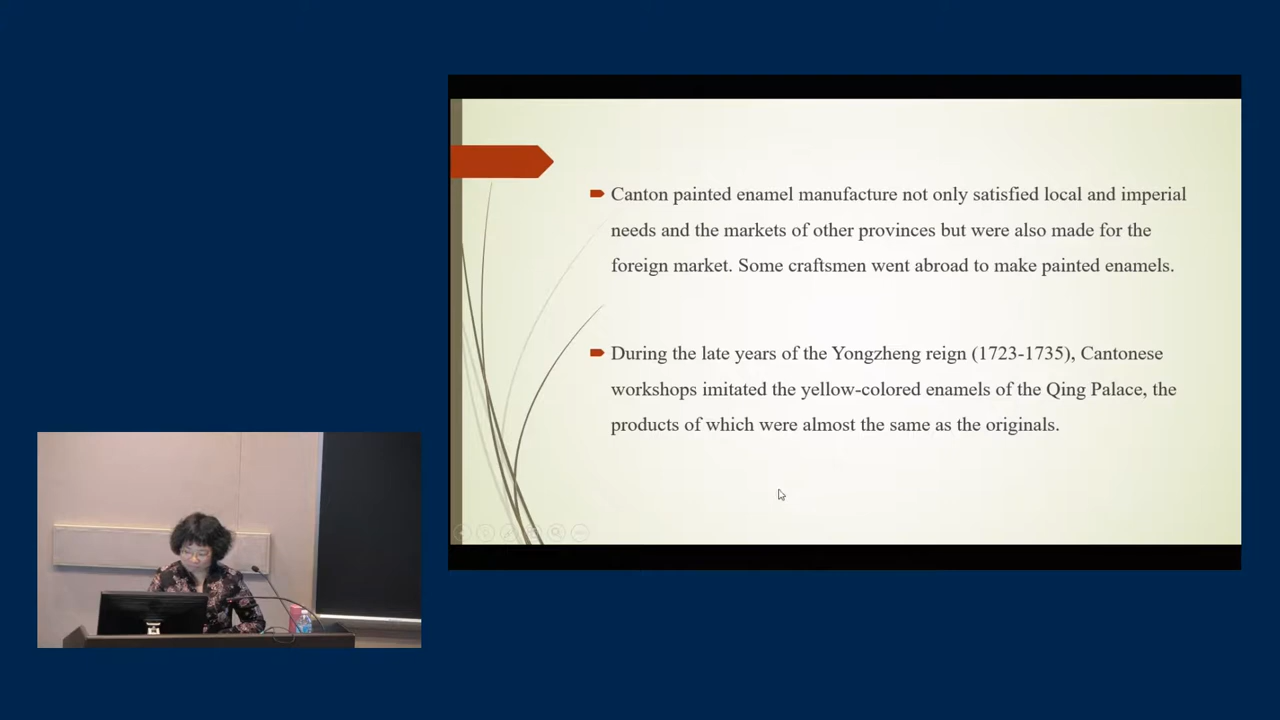 Canton painted enamel manufacture not only satisfied local and imperial
needs and the markets of other provinces but were also made for the
foreign market. Some craftsmen went abroad to make painted enamels.
During the late years of the Yongzheng reign (1723-1735), Cantonese
workshops imitated the yellow-colored enamels of the Qing Palace, the
products of which were almost the same as the originals.